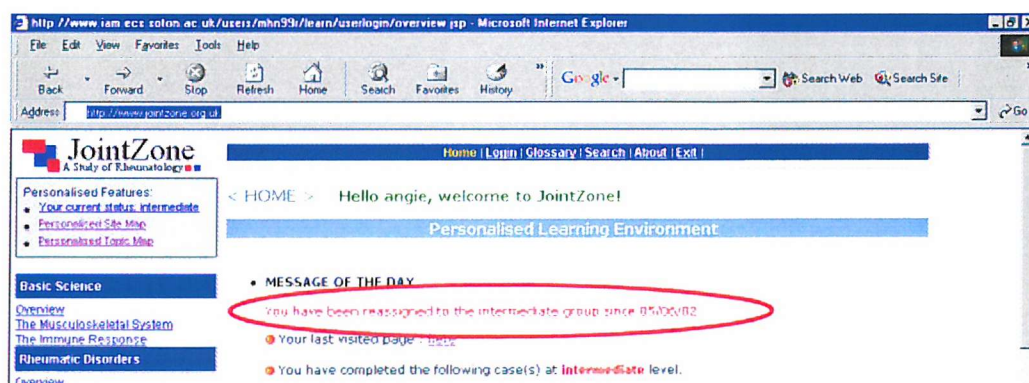 http //www iam ecs soton ac uk/users/mhn99r/learn/userlogin/overview jsp - Microsoft Internet Explorer
File Edit View Favorites Tools Help
Back Forward Stop Refresh Home Search Favorites History Google Search Web Search Site
Address http://www.jointzone.org.uk Go
JointZone
A Study of Rheumatology
Home | Login | Glossary | Search | About | Exit |
Personalised Features:
Your current status: intermediate
Personalised Site Map
Personalised Topic Map
< HOME > Hello angie, welcome to JointZone!
Personalised Learning Environment
Basic Science
Overview
The Musculoskeletal System
The Immune Response
Rheumatic Disorders
Overview
• MESSAGE OF THE DAY
You have been reassigned to the intermediate group since 05/06/02
Your last visited page : here
You have completed the following case(s) at intermediate level.